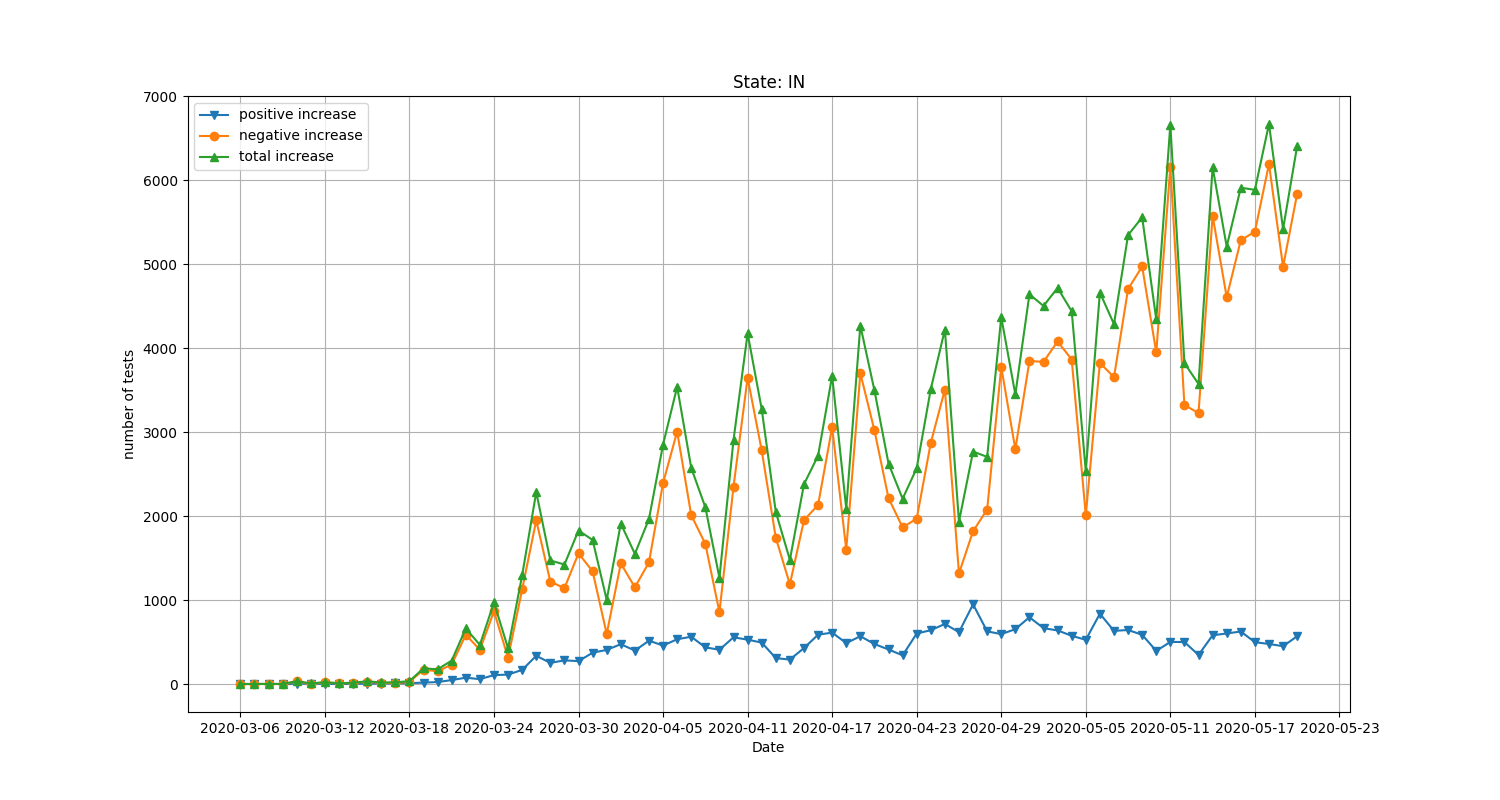 State: IN
7000
6000
5000
4000
3000
2000
1000
0
number of tests
positive increase
negative increase
total increase
2020-03-06 2020-03-12 2020-03-18 2020-03-24 2020-03-30 2020-04-05 2020-04-11 2020-04-17 2020-04-23 2020-04-29 2020-05-05 2020-05-11 2020-05-17 2020-05-23
Date